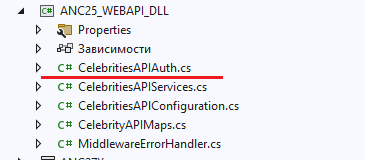 ANC25_WEBAPI_DLL
Properties
Зависимости
C# CelebritiesAPIAuth.cs
C# CelebritiesAPIServices.cs
C# CelebritiesAPIConfiguration.cs
C# CelebrityAPIMaps.cs
C# MiddlewareErrorHandler.cs